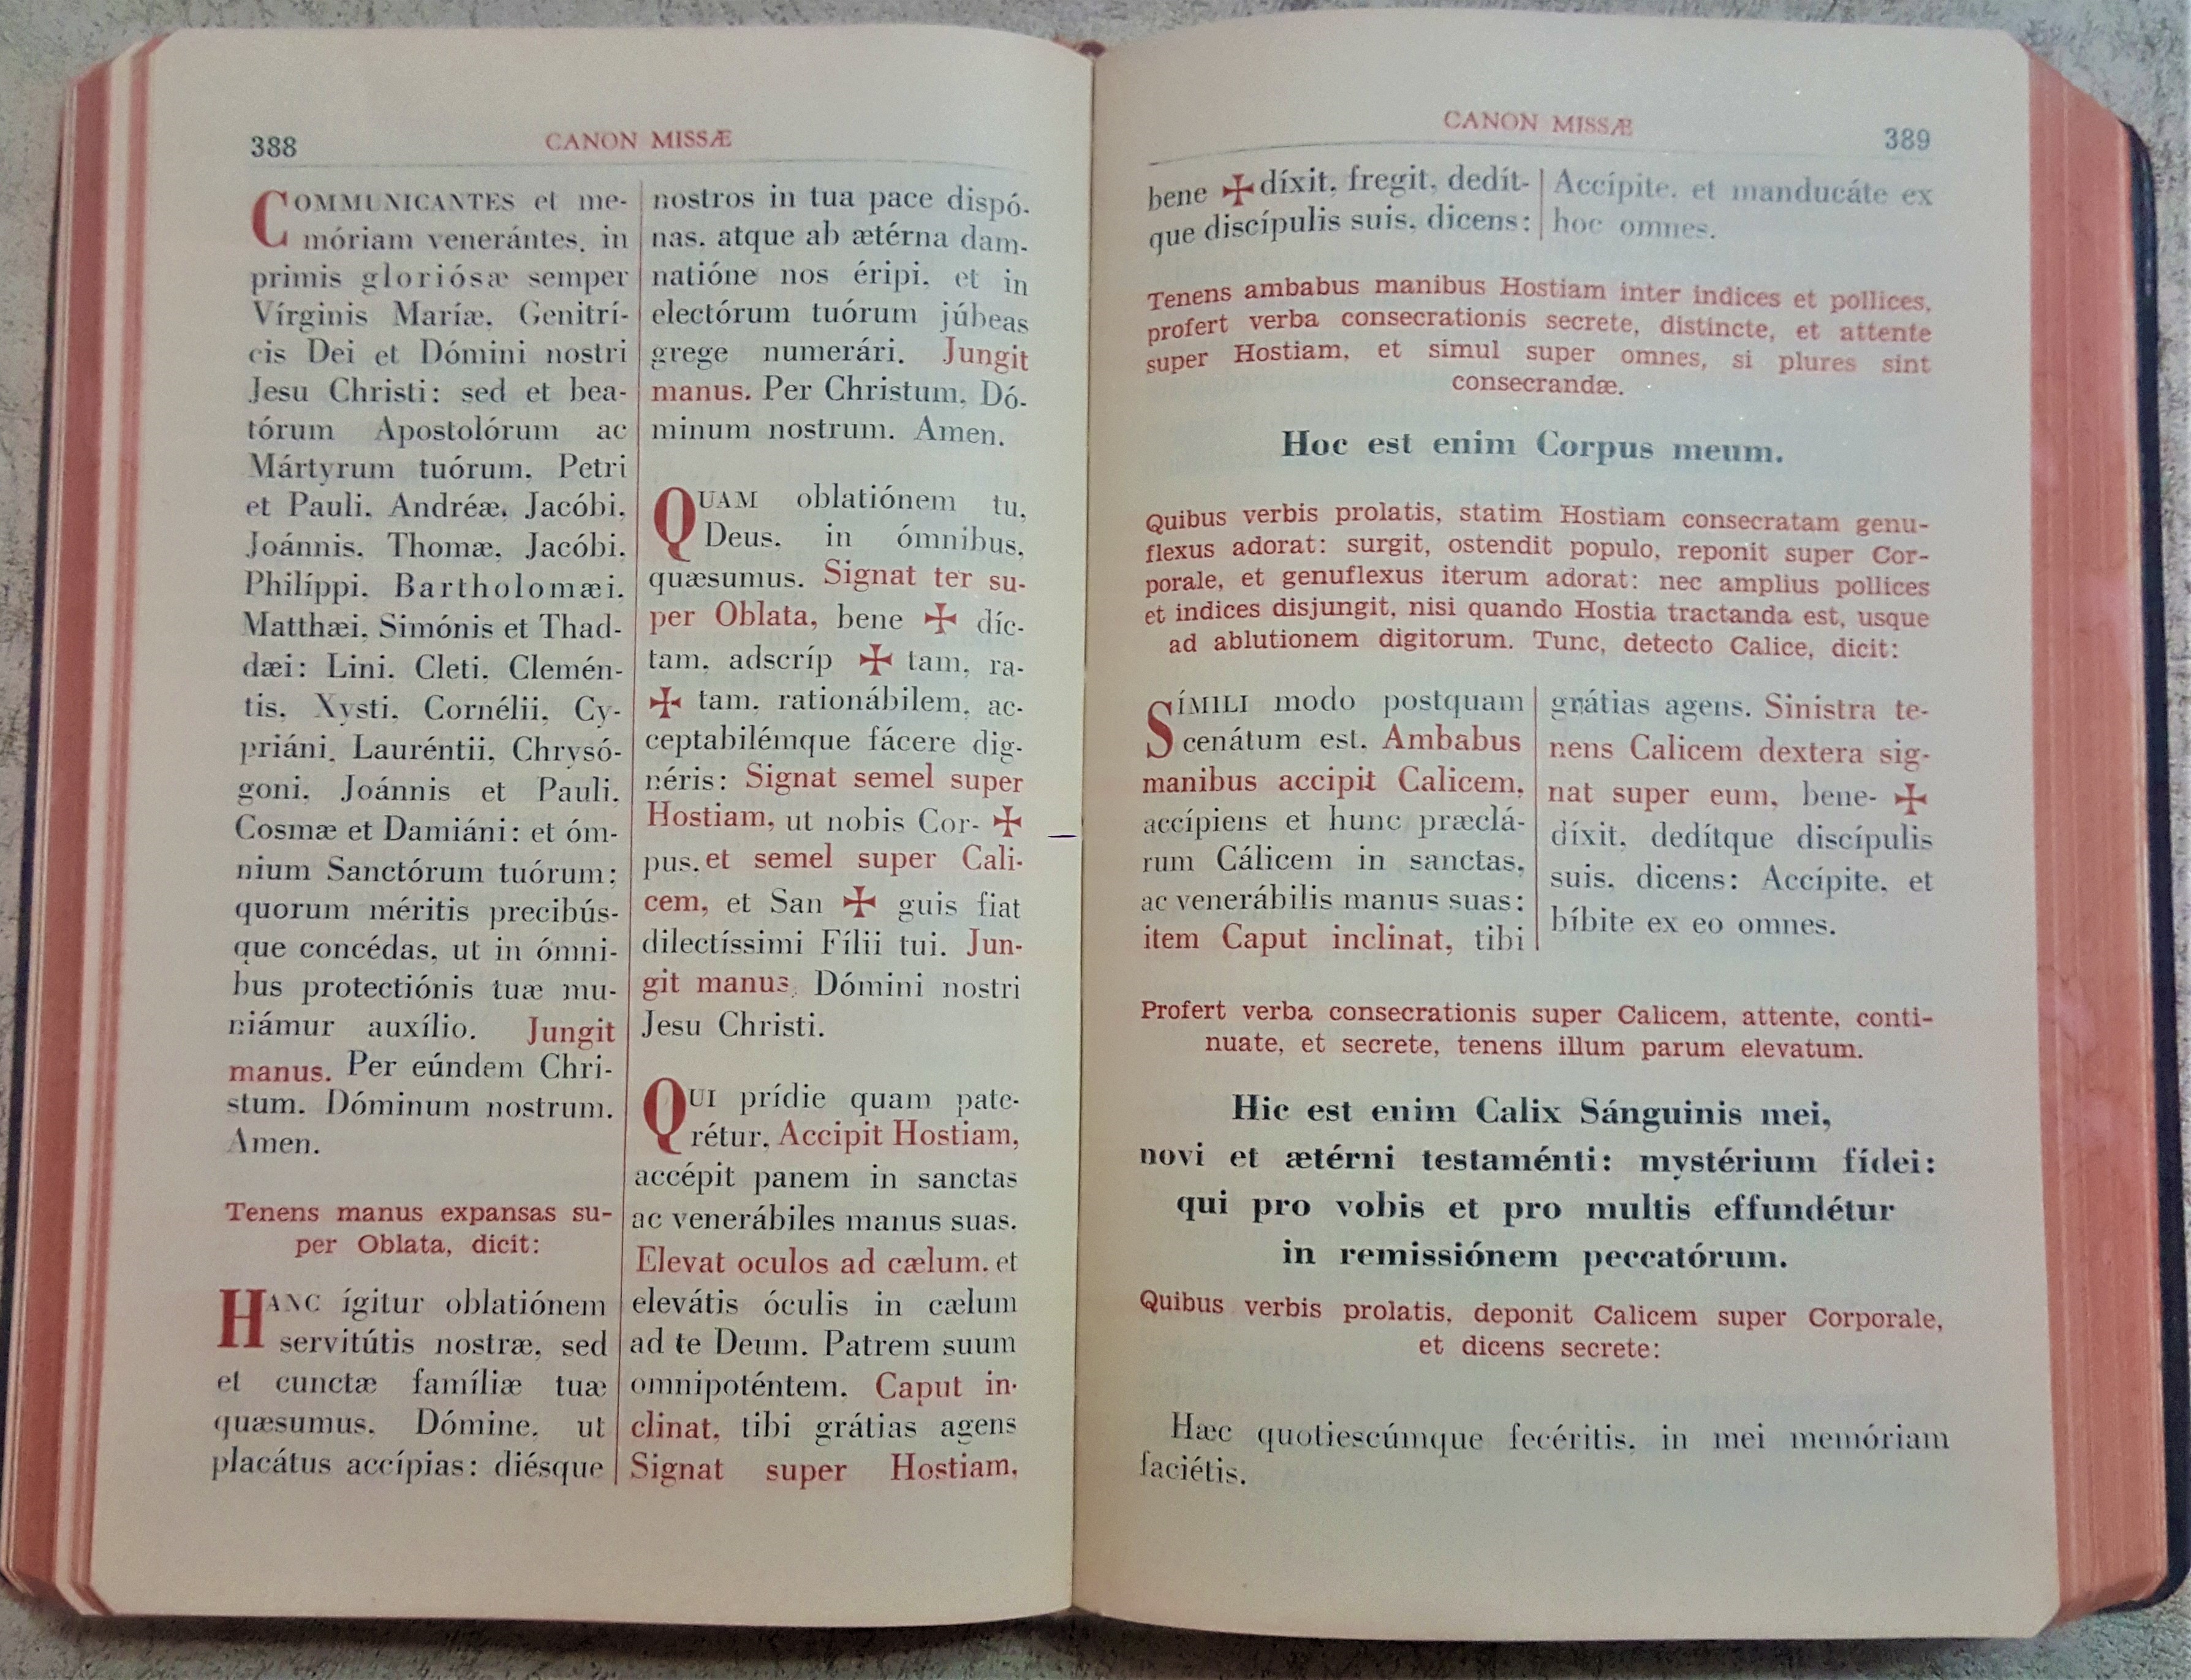 388
CANON MISSÆ
COMMUNICANTES et me-
móriam venerántes, in
primis gloriósæ semper
Vírginis Maríæ, Genitrí-
cis Dei et Dómini nostri
Jesu Christi: sed et bea-
tórum Apostolórum ac
Mártyrum tuórum, Petri
et Pauli, Andréæ, Jacóbi,
Joánnis, Thomæ, Jacóbi,
Philíppi, Bartholomæi,
Matthæi, Simónis et Thad-
dæi: Lini, Cleti, Clemén-
tis, Xysti, Cornélii, Cy-
priáni, Lauréntii, Chrysó-
goni, Joánnis et Pauli,
Cosmæ et Damiáni: et óm-
nium Sanctórum tuórum;
quorum méritis precibús-
que concédas, ut in ómni-
bus protectiónis tuæ mu-
niámur auxílio. Jungit
manus. Per eúndem Chri-
stum, Dóminum nostrum.
Amen.
Tenens manus expansas su-
per Oblata, dicit:
HANC ígitur oblatiónem
servitútis nostræ, sed
et cunctæ famíliæ tuæ
quæsumus, Dómine, ut
placátus accípias: diésque
nostros in tua pace dispó-
nas, atque ab ætérna dam-
natióne nos éripi, et in
electórum tuórum júbeas
grege numerári. Jungit
manus. Per Christum, Dó-
minum nostrum. Amen.
QUAM oblatiónem tu,
Deus, in ómnibus,
quæsumus. Signat ter su-
per Oblata, bene ✠ díc-
tam, adscríp ✠ tam, ra-
✠ tam, rationábilem, ac-
ceptabilémque fácere dig-
néris: Signat semel super
Hostiam, ut nobis Cor- ✠
pus, et semel super Cali-
cem, et San ✠ guis fiat
dilectíssimi Fílii tui. Jun-
git manus, Dómini nostri
Jesu Christi.
QUI prídie quam pate-
rétur, Accipit Hostiam,
accépit panem in sanctas
ac venerábiles manus suas.
Elevat oculos ad cælum, et
elevátis óculis in cælum
ad te Deum, Patrem suum
omnipoténtem, Caput in-
clinat, tibi grátias agens
Signat super Hostiam,
CANON MISSÆ
389
bene ✠ díxit, fregit, dedít-
que discípulis suis, dicens:
Accípite, et manducáte ex
hoc omnes.
Tenens ambabus manibus Hostiam inter indices et pollices,
profert verba consecrationis secrete, distincte, et attente
super Hostiam, et simul super omnes, si plures sint
consecrandæ.
Hoc est enim Corpus meum.
Quibus verbis prolatis, statim Hostiam consecratam genu-
flexus adorat: surgit, ostendit populo, reponit super Cor-
porale, et genuflexus iterum adorat: nec amplius pollices
et indices disjungit, nisi quando Hostia tractanda est, usque
ad ablutionem digitorum. Tunc, detecto Calice, dicit:
SÍMILI modo postquam
cenátum est, Ambabus
manibus accipit Calicem,
accípiens et hunc præclá-
rum Cálicem in sanctas,
ac venerábilis manus suas:
item Caput inclinat, tibi
grátias agens. Sinistra te-
nens Calicem dextera sig-
nat super eum, bene- ✠
díxit, dedítque discípulis
suis, dicens: Accípite, et
bíbite ex eo omnes.
Profert verba consecrationis super Calicem, attente, conti-
nuate, et secrete, tenens illum parum elevatum.
Hic est enim Calix Sánguinis mei,
novi et ætérni testaménti: mystérium fídei:
qui pro vobis et pro multis effundétur
in remissiónem peccatórum.
Quibus verbis prolatis, deponit Calicem super Corporale,
et dicens secrete:
Hæc quotiescúmque fecéritis, in mei memóriam
faciétis.